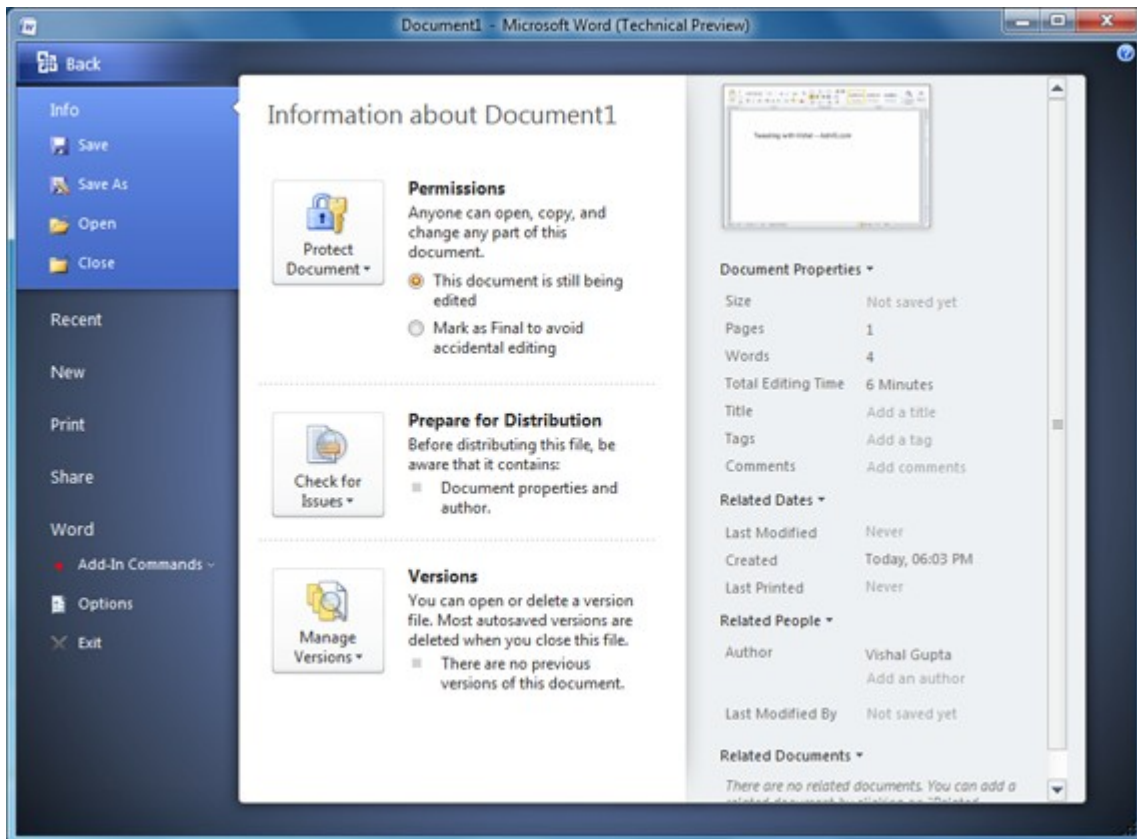 Document1 - Microsoft Word (Technical Preview)
Back
Info
Save
Save As
Open
Close
Recent
New
Print
Share
Word
Add-In Commands
Options
Exit
Information about Document1
Protect
Document
Permissions
Anyone can open, copy, and
change any part of this
document.
This document is still being
edited
Mark as Final to avoid
accidental editing
Check for
Issues
Prepare for Distribution
Before distributing this file, be
aware that it contains:
Document properties and
author.
Manage
Versions
Versions
You can open or delete a version
file. Most autosaved versions are
deleted when you close this file.
There are no previous
versions of this document.
Document Properties
Size Not saved yet
Pages 1
Words 4
Total Editing Time 6 Minutes
Title Add a title
Tags Add a tag
Comments Add comments
Related Dates
Last Modified Never
Created Today, 06:03 PM
Last Printed Never
Related People
Author Vishal Gupta
Add an author
Last Modified By Not saved yet
Related Documents
There are no related documents. You can add a